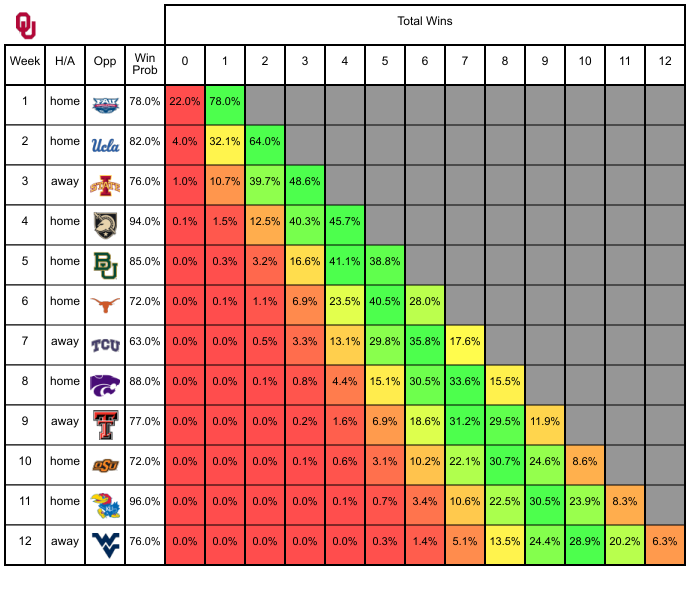 OU
Total Wins
Week H/A Opp Win Prob 0 1 2 3 4 5 6 7 8 9 10 11 12
1 home FAU 78.0% 22.0% 78.0%
2 home Ucla 82.0% 4.0% 32.1% 64.0%
3 away STATE 76.0% 1.0% 10.7% 39.7% 48.6%
4 home 94.0% 0.1% 1.5% 12.5% 40.3% 45.7%
5 home BU 85.0% 0.0% 0.3% 3.2% 16.6% 41.1% 38.8%
6 home 72.0% 0.0% 0.1% 1.1% 6.9% 23.5% 40.5% 28.0%
7 away TCU 63.0% 0.0% 0.0% 0.5% 3.3% 13.1% 29.8% 35.8% 17.6%
8 home 88.0% 0.0% 0.0% 0.1% 0.8% 4.4% 15.1% 30.5% 33.6% 15.5%
9 away T 77.0% 0.0% 0.0% 0.0% 0.2% 1.6% 6.9% 18.6% 31.2% 29.5% 11.9%
10 home OSU 72.0% 0.0% 0.0% 0.0% 0.1% 0.6% 3.1% 10.2% 22.1% 30.7% 24.6% 8.6%
11 home KU 96.0% 0.0% 0.0% 0.0% 0.0% 0.1% 0.7% 3.4% 10.6% 22.5% 30.5% 23.9% 8.3%
12 away WV 76.0% 0.0% 0.0% 0.0% 0.0% 0.0% 0.3% 1.4% 5.1% 13.5% 24.4% 28.9% 20.2% 6.3%